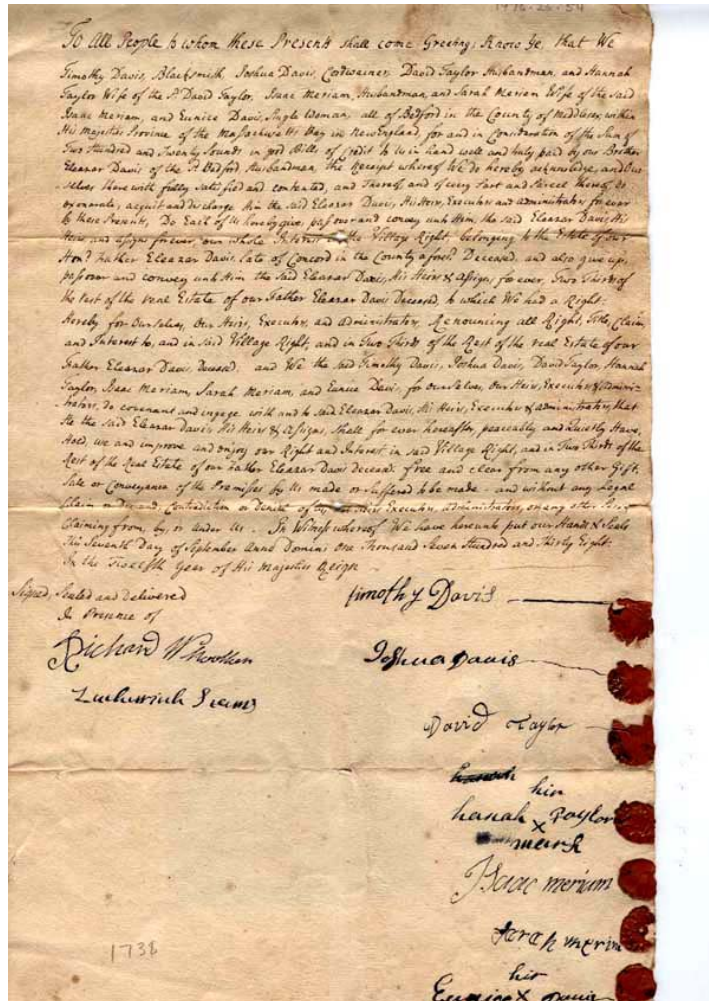 1976-26-54
To All People to whom these Presents shall come Greeting; Know Ye, that We
Timothy Davis, Blacksmith, Joshua Davis, Cordwainer, David Taylor Husbandman, and Hannah
Taylor Wife of the sd David Taylor, Isaac Meriam, Husbandman, and Sarah Meriam Wife of the said
Isaac Meriam, and Eunice Davis, Single Woman, all of Bedford in the County of Middlesex, within
His Majesties Province of the Massachusetts Bay in New England, for and in Consideration of the Sum of
Two Hundred and Twenty Pounds in good Bills of Credit to us in hand well and truly paid by our Brother
Eleazar Davis of the sd Bedford Husbandman, the Receipt whereof We do hereby acknowledge, and Our
selves therewith fully satisfied and contented, and Thereof, and of every Part and Parcel thereof, do
exonerate, acquit and discharge Him the said Eleazar Davis, His Heirs, Executors and administrators for ever
by these Presents, Do Each of Us hereby give, pass over and convey unto Him, the said Eleazar Davis His
Heirs and assigns for ever, our whole Interest in the Village Right, belonging to the Estate of our
Hond Father Eleazar Davis, late of Concord in the County aforesd Deceased, and also give up,
pass over and convey unto Him the said Eleazar Davis, His Heirs & Assigns for ever, Two Thirds of
the rest of the real Estate of our Father Eleazar Davis Deceased, to which We had a Right:
Hereby for Ourselves, Our Heirs, Executors, and administrators, Renouncing all Right, Title, Claim,
and Interest to, and in said Village Right, and in Two Thirds of the Rest of the real Estate of our
Father Eleazar Davis, Deceased; and We the said Timothy Davis, Joshua Davis, David Taylor, Hannah
Taylor, Isaac Meriam, Sarah Meriam, and Eunice Davis, for ourselves, Our Heirs, Executors & adminis-
trators, do covenant and engage with and to said Eleazar Davis, His Heirs, Executors & administrators, that
He the said Eleazar Davis His Heirs & Assigns, shall for ever hereafter, peaceably and Quietly Have,
Hold, use and improve and enjoy our Right and Interest in said Village Right, and in Two Thirds of the
Rest of the Real Estate of our Father Eleazar Davis deceased free and clear from any other Gift,
Sale or Conveyance of the Premisses by Us made or suffered to be made - and without any Legal
Claim or Demand, Contradiction or Denial of Us, our Heirs Executors, administrators, or any other Person
Claiming from, by, or under Us. In Witness whereof We have hereunto put our Hands & Seals
This Seventh Day of September Anno Domini One Thousand Seven Hundred and Thirty Eight:
In the Twelfth Year of His Majesties Reign
Signed, Sealed and delivered
In Presence of
Timothy Davis
Richard
Joshua Davis
David Taylor
hir
hanah X Taylor
mark
Isaac merium
Sarah
hir
Eunice X Davis
1738